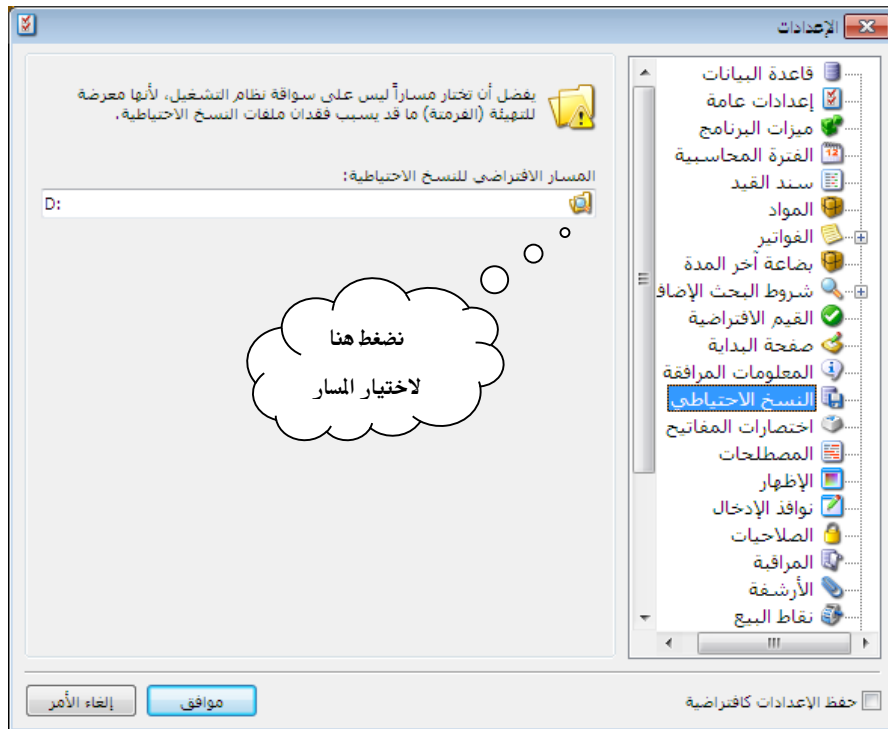 الإعدادات
قاعدة البيانات
إعدادات عامة
ميزات البرنامج
الفترة المحاسبية
سند القيد
المواد
الفواتير
بضاعة آخر المدة
شروط البحث الإضاف
القيم الافتراضية
صفحة البداية
المعلومات المرافقة
النسخ الاحتياطي
اختصارات المفاتيح
المصطلحات
الإظهار
نوافذ الإدخال
الصلاحيات
المراقبة
الأرشفة
نقاط البيع
يفضل أن تختار مساراً ليس على سواقة نظام التشغيل، لأنها معرضة
للتهيئة (الفرمتة) ما قد يسبب فقدان ملفات النسخ الاحتياطية.
المسار الافتراضي للنسخ الاحتياطية:
D:
نضغط هنا
لاختيار المسار
حفظ الإعدادات كافتراضية
موافق
إلغاء الأمر